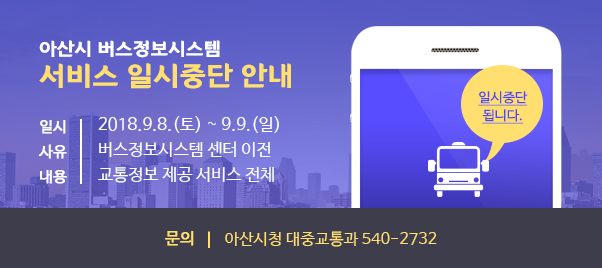 아산시 버스정보시스템
서비스 일시중단 안내
일시 | 2018.9.8.(토) ~ 9.9.(일)
사유 | 버스정보시스템 센터 이전
내용 | 교통정보 제공 서비스 전체
일시중단
됩니다.
문의 | 아산시청 대중교통과 540-2732